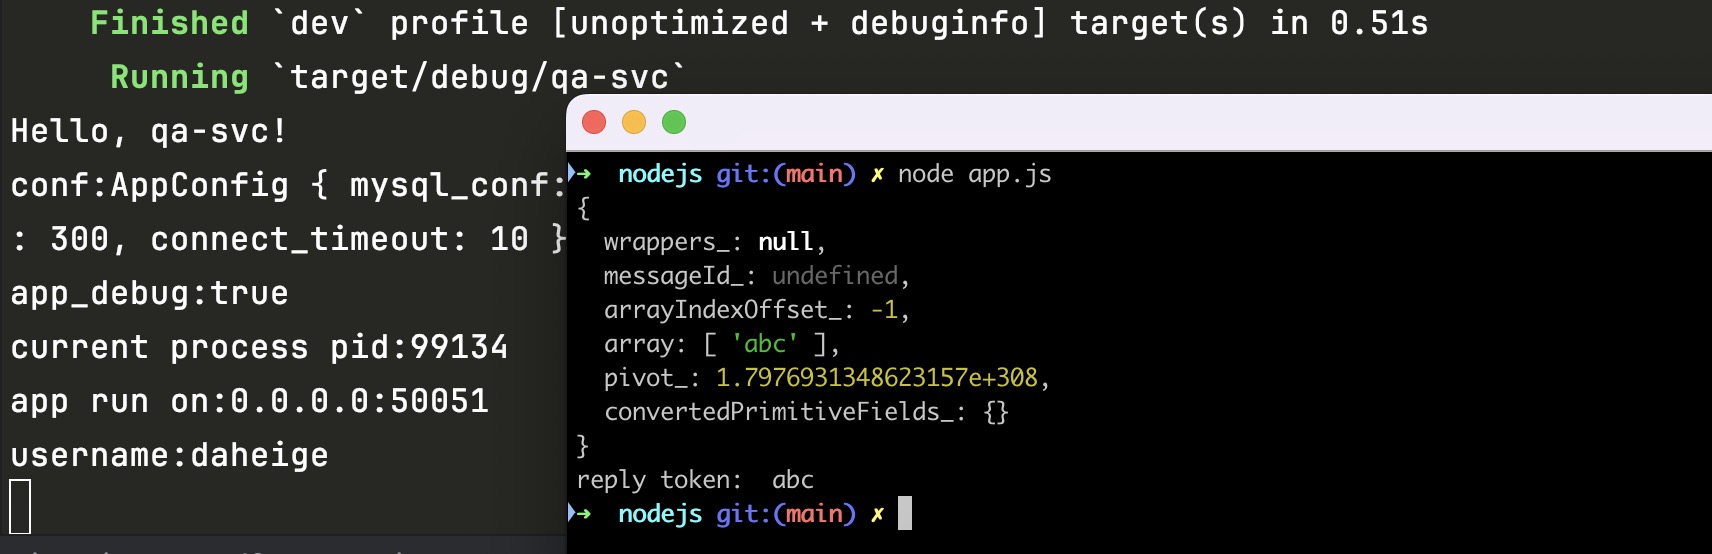 Finished `dev` profile [unoptimized + debuginfo] target(s) in 0.51s
Running `target/debug/qa-svc`
Hello, qa-svc!
conf:AppConfig { mysql_conf:
: 300, connect_timeout: 10 }
app_debug:true
current process pid:99134
app run on:0.0.0.0:50051
username:daheige
➜ nodejs git:(main) ✗ node app.js
{
wrappers_: null,
messageId_: undefined,
arrayIndexOffset_: -1,
array: [ 'abc' ],
pivot_: 1.7976931348623157e+308,
convertedPrimitiveFields_: {}
}
reply token:  abc
➜ nodejs git:(main) ✗